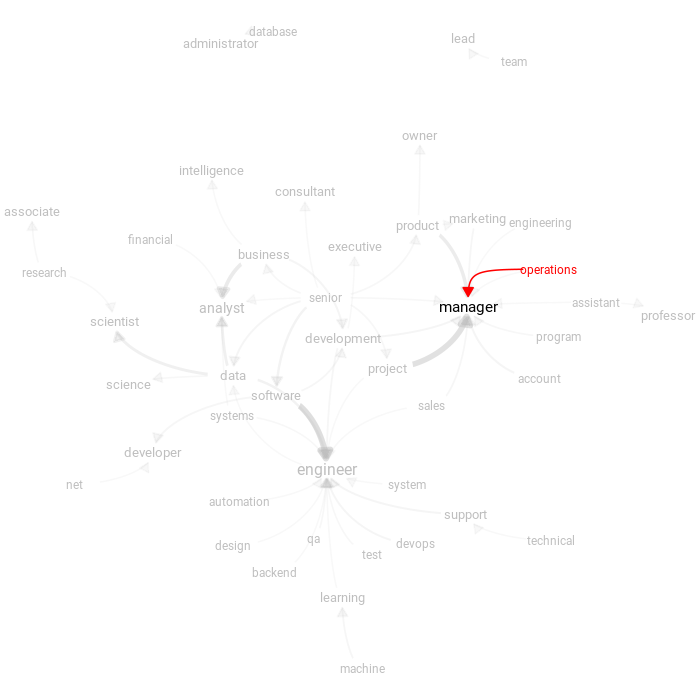 database
administrator
lead
team
owner
intelligence
consultant
associate
product
marketing
engineering
financial
executive
business
research
operations
senior
assistant
analyst
manager
professor
scientist
development
program
project
data
account
science
software
sales
systems
developer
engineer
net
system
automation
support
qa
technical
design
devops
test
backend
learning
machine